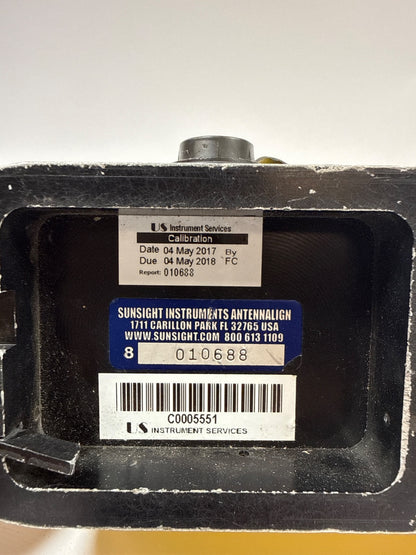 US Instrument Services
Calibration
Date 04 May 2017 By
Due 04 May 2018 FC
Report: 010688
SUNSIGHT INSTRUMENTS ANTENNALIGN
1711 CARILLON PARK FL 32765 USA
WWW.SUNSIGHT.COM 800 613 1109
8 010688
C0005551
US INSTRUMENT SERVICES